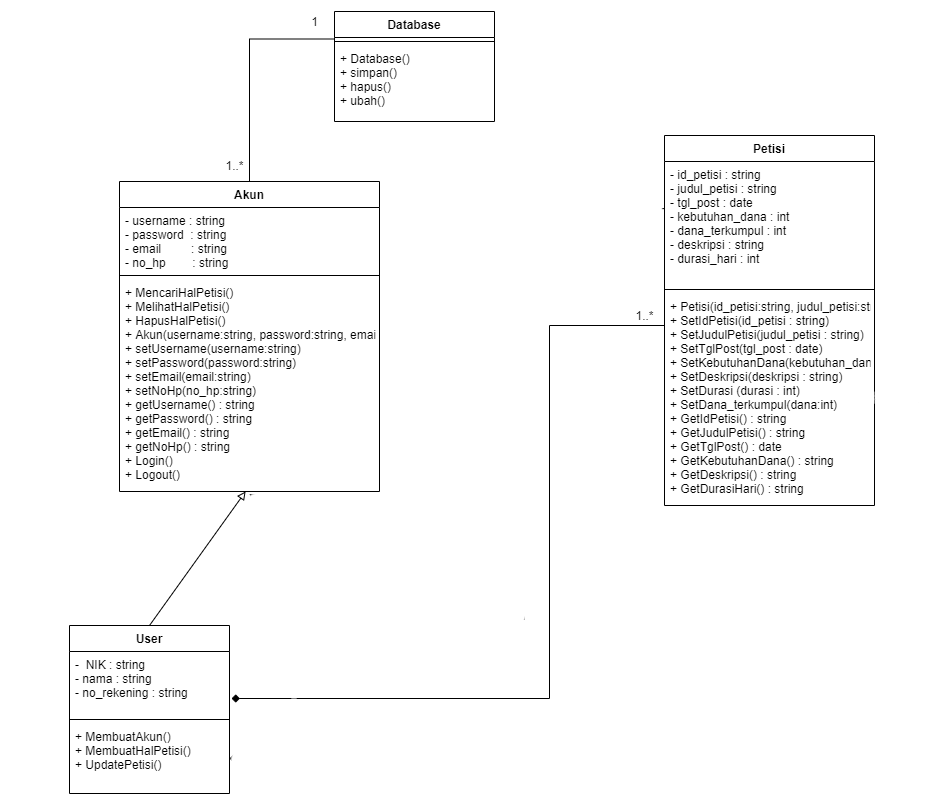 1
Database
+ Database()
+ simpan()
+ hapus()
+ ubah()
1..*
Akun
- username : string
- password : string
- email : string
- no_hp : string
+ MencariHalPetisi()
+ MelihatHalPetisi()
+ HapusHalPetisi()
+ Akun(username:string, password:string, emai
+ setUsername(username:string)
+ setPassword(password:string)
+ setEmail(email:string)
+ setNoHp(no_hp:string)
+ getUsername() : string
+ getPassword() : string
+ getEmail() : string
+ getNoHp() : string
+ Login()
+ Logout()
Petisi
- id_petisi : string
- judul_petisi : string
- tgl_post : date
- kebutuhan_dana : int
- dana_terkumpul : int
- deskripsi : string
- durasi_hari : int
1..*
+ Petisi(id_petisi:string, judul_petisi:st
+ SetIdPetisi(id_petisi : string)
+ SetJudulPetisi(judul_petisi : string)
+ SetTglPost(tgl_post : date)
+ SetKebutuhanDana(kebutuhan_dan
+ SetDeskripsi(deskripsi : string)
+ SetDurasi (durasi : int)
+ SetDana_terkumpul(dana:int)
+ GetIdPetisi() : string
+ GetJudulPetisi() : string
+ GetTglPost() : date
+ GetKebutuhanDana() : string
+ GetDeskripsi() : string
+ GetDurasiHari() : string
User
- NIK : string
- nama : string
- no_rekening : string
+ MembuatAkun()
+ MembuatHalPetisi()
+ UpdatePetisi()